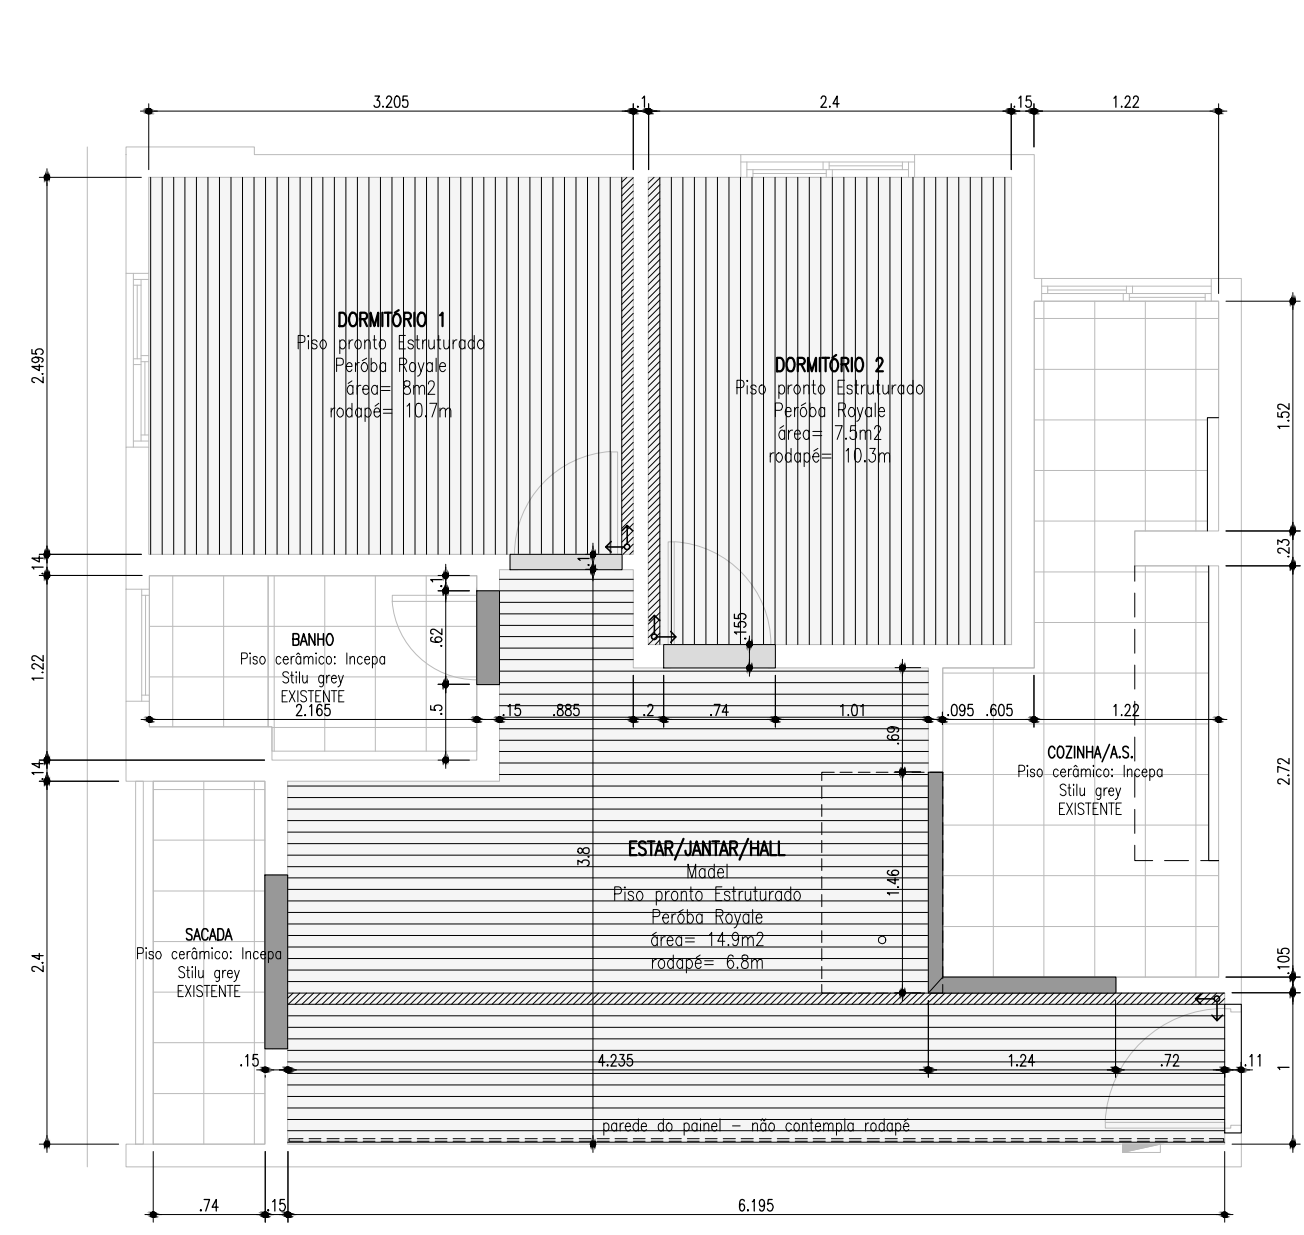 3.205
.1
2.4
.15
1.22
2.495
DORMITÓRIO 1
Piso pronto Estruturado
Peróba Royale
área= 8m2
rodapé= 10.7m
DORMITÓRIO 2
Piso pronto Estruturado
Peróba Royale
área= 7.5m2
rodapé= 10.3m
1.52
.23
.14
.1
.1
.62
.155
BANHO
Piso cerâmico: Incepa
Stilu grey
EXISTENTE
1.22
.5
2.165
.15
.885
.2
.74
1.01
.095
.605
1.22
.69
.14
COZINHA/A.S.
Piso cerâmico: Incepa
Stilu grey
EXISTENTE
2.72
ESTAR/JANTAR/HALL
Madel
Piso pronto Estruturado
Peróba Royale
área= 14.9m2
rodapé= 6.8m
3.8
1.46
SACADA
Piso cerâmico: Incepa
Stilu grey
EXISTENTE
2.4
.105
.15
4.235
1.24
.72
.11
1
parede do painel - não contempla rodapé
.74
.15
6.195